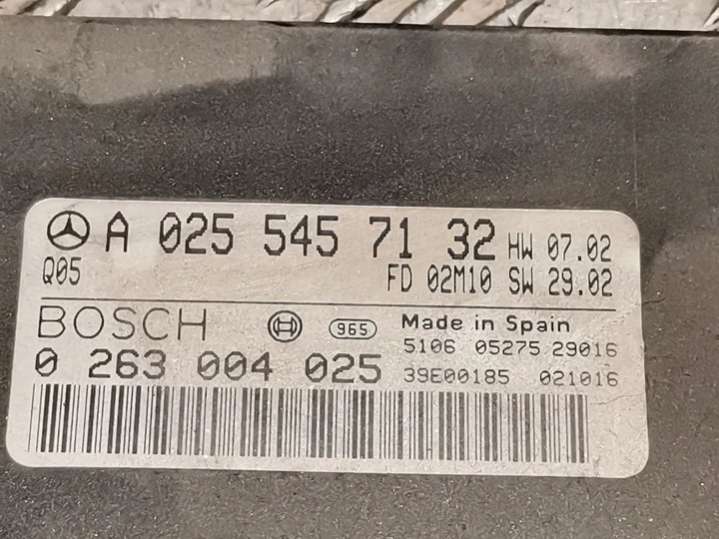 A 025 545 71 32 HW 07.02
Q05 FD 02M10 SW 29.02
BOSCH H 965 Made in Spain
5106 05275 29016
0 263 004 025 39E00185 021016